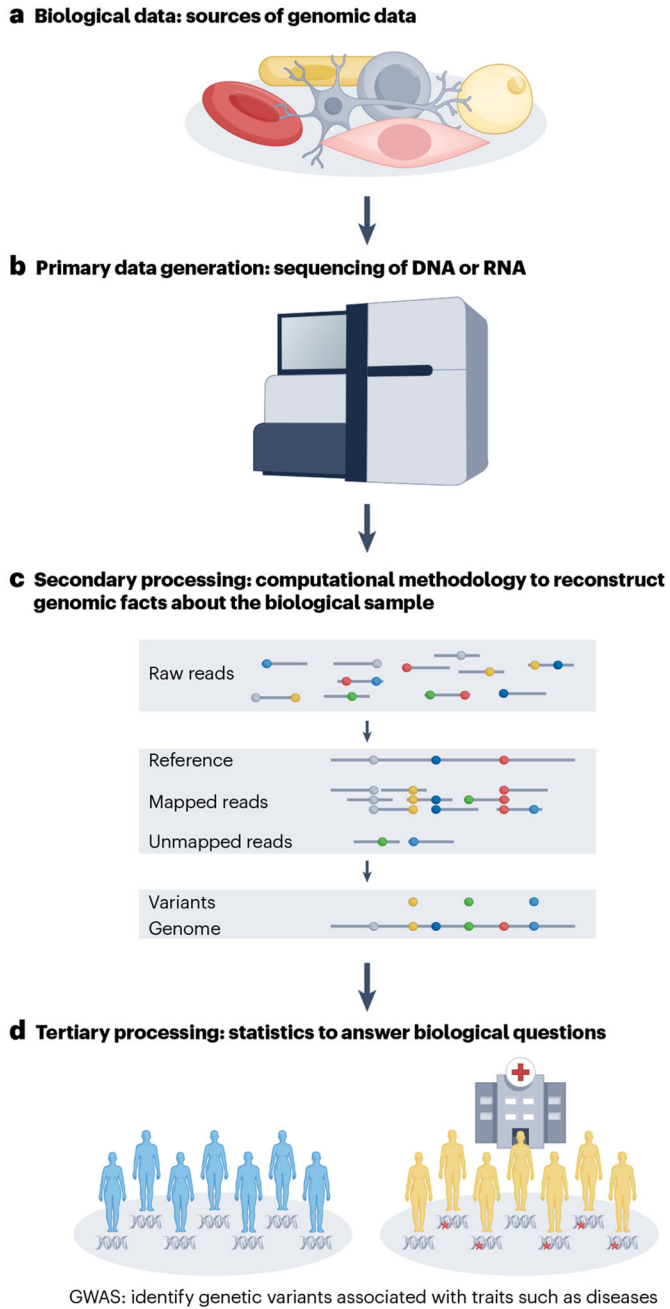 a Biological data: sources of genomic data
b Primary data generation: sequencing of DNA or RNA
c Secondary processing: computational methodology to reconstruct
genomic facts about the biological sample
Raw reads
Reference
Mapped reads
Unmapped reads
Variants
Genome
d Tertiary processing: statistics to answer biological questions
GWAS: identify genetic variants associated with traits such as diseases